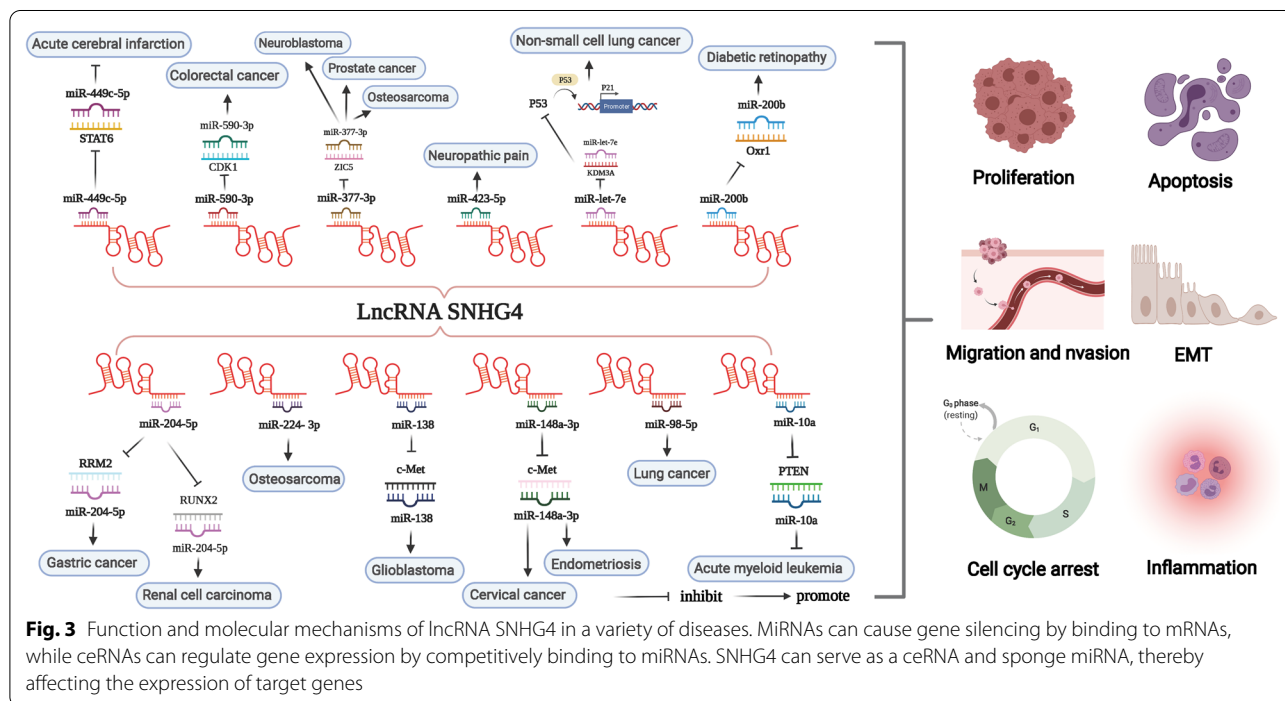 Acute cerebral infarction
miR-449c-5p
STAT6
miR-449c-5p
Colorectal cancer
miR-590-3p
CDK1
miR-590-3p
Neuroblastoma
Prostate cancer
Osteosarcoma
miR-377-3p
ZIC5
miR-377-3p
Neuropathic pain
miR-423-5p
Non-small cell lung cancer
P53
P53
P21
Promoter
miR-let-7e
KDM3A
miR-let-7e
Diabetic retinopathy
miR-200b
Oxr1
miR-200b
LncRNA SNHG4
miR-204-5p
RRM2
miR-204-5p
Gastric cancer
RUNX2
miR-204-5p
Renal cell carcinoma
miR-224- 3p
Osteosarcoma
miR-138
c-Met
miR-138
Glioblastoma
miR-148a-3p
c-Met
miR-148a-3p
Endometriosis
Cervical cancer
miR-98-5p
Lung cancer
miR-10a
PTEN
miR-10a
Acute myeloid leukemia
inhibit
promote
Proliferation
Apoptosis
Migration and nvasion
EMT
G₀ phase
(resting)
G₁
S
G₂
M
Cell cycle arrest
Inflammation
Fig. 3 Function and molecular mechanisms of lncRNA SNHG4 in a variety of diseases. MiRNAs can cause gene silencing by binding to mRNAs,
while ceRNAs can regulate gene expression by competitively binding to miRNAs. SNHG4 can serve as a ceRNA and sponge miRNA, thereby
affecting the expression of target genes